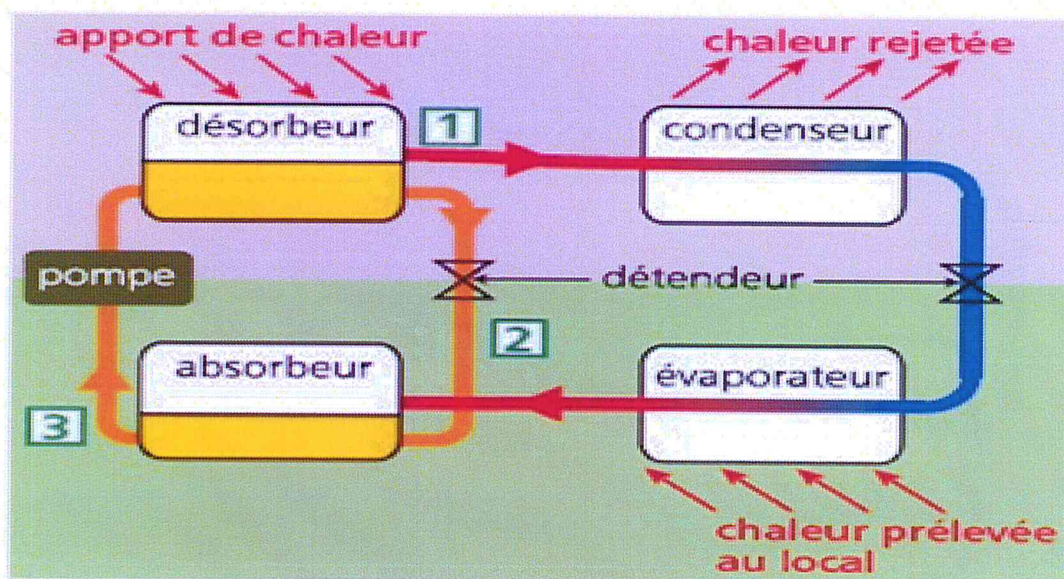 apport de chaleur
chaleur rejetée
désorbeur
1
condenseur
pompe
détendeur
2
absorbeur
évaporateur
3
chaleur prélevée
au local